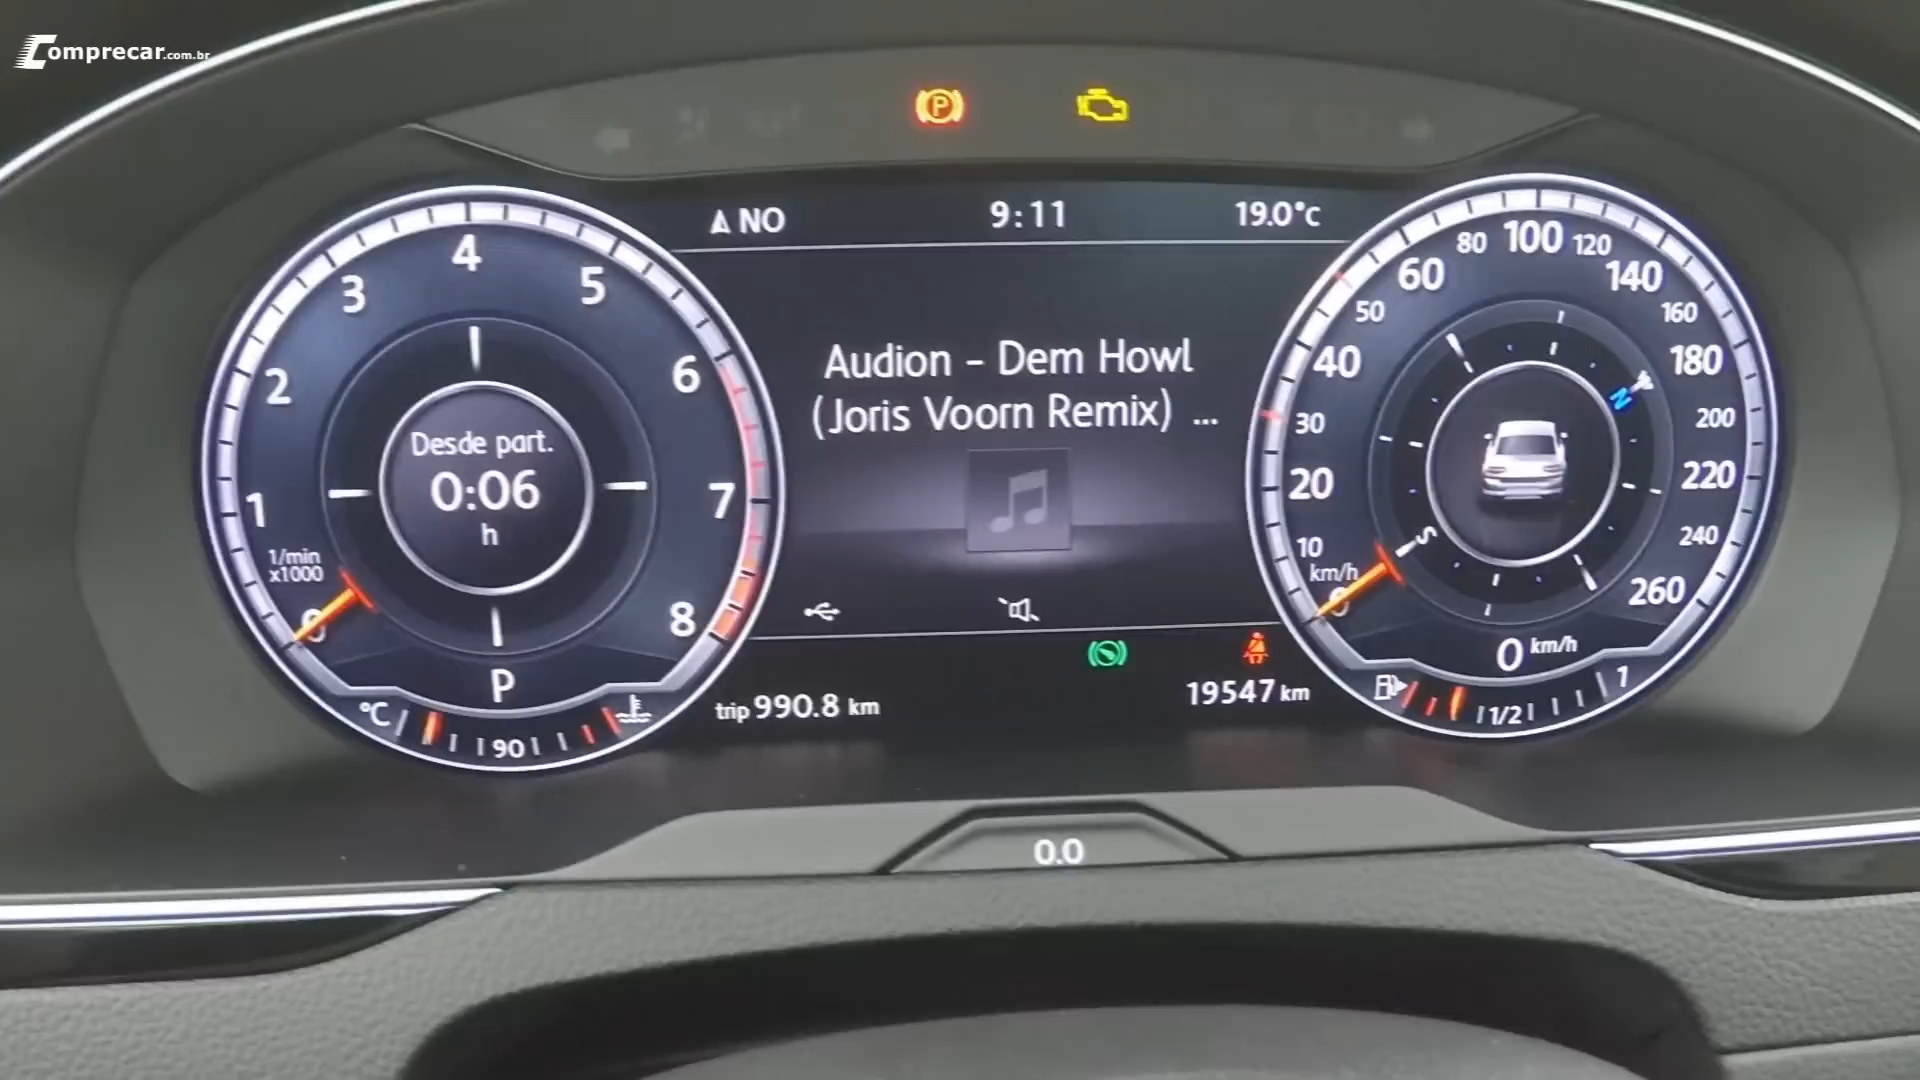 Comprecar.com.br
NO
9:11
19.0°C
Audion - Dem Howl
(Joris Voorn Remix) ...
Desde part.
0:06
h
0
1
2
3
4
5
6
7
8
1/min
x1000
P
°C
90
P
trip 990.8 km
19547 km
0
10
20
30
40
50
60
80
100
120
140
160
180
200
220
240
260
km/h
N
S
0 km/h
1/2
1
0.0